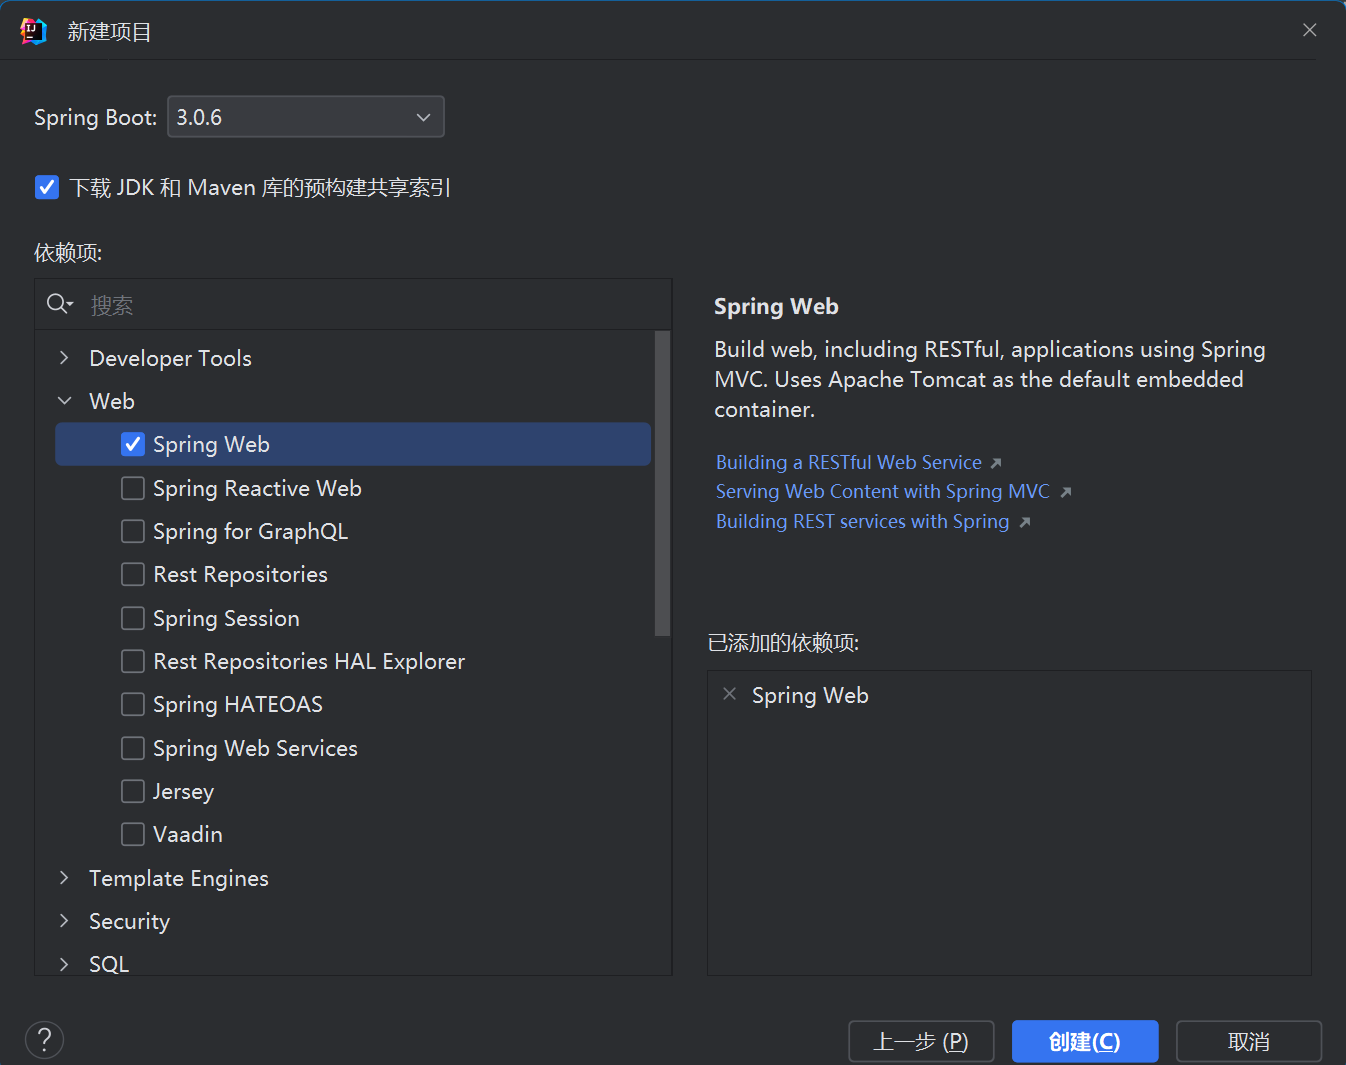 新建项目
Spring Boot: 3.0.6
下载 JDK 和 Maven 库的预构建共享索引
依赖项:
搜索
Developer Tools
Web
Spring Web
Spring Reactive Web
Spring for GraphQL
Rest Repositories
Spring Session
Rest Repositories HAL Explorer
Spring HATEOAS
Spring Web Services
Jersey
Vaadin
Template Engines
Security
SQL
Spring Web
Build web, including RESTful, applications using Spring
MVC. Uses Apache Tomcat as the default embedded
container.
Building a RESTful Web Service
Serving Web Content with Spring MVC
Building REST services with Spring
已添加的依赖项:
Spring Web
?
上一步 (P)
创建(C)
取消